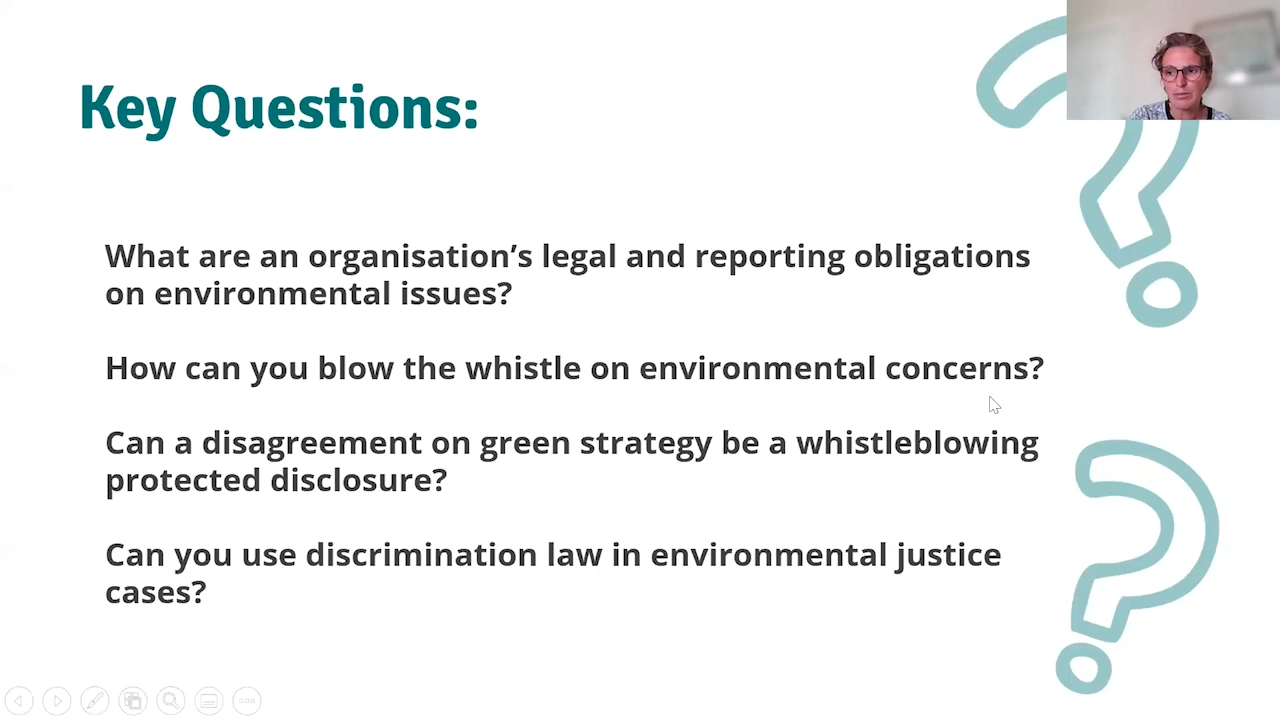 Key Questions:
What are an organisation’s legal and reporting obligations
on environmental issues?
How can you blow the whistle on environmental concerns?
Can a disagreement on green strategy be a whistleblowing
protected disclosure?
Can you use discrimination law in environmental justice
cases?